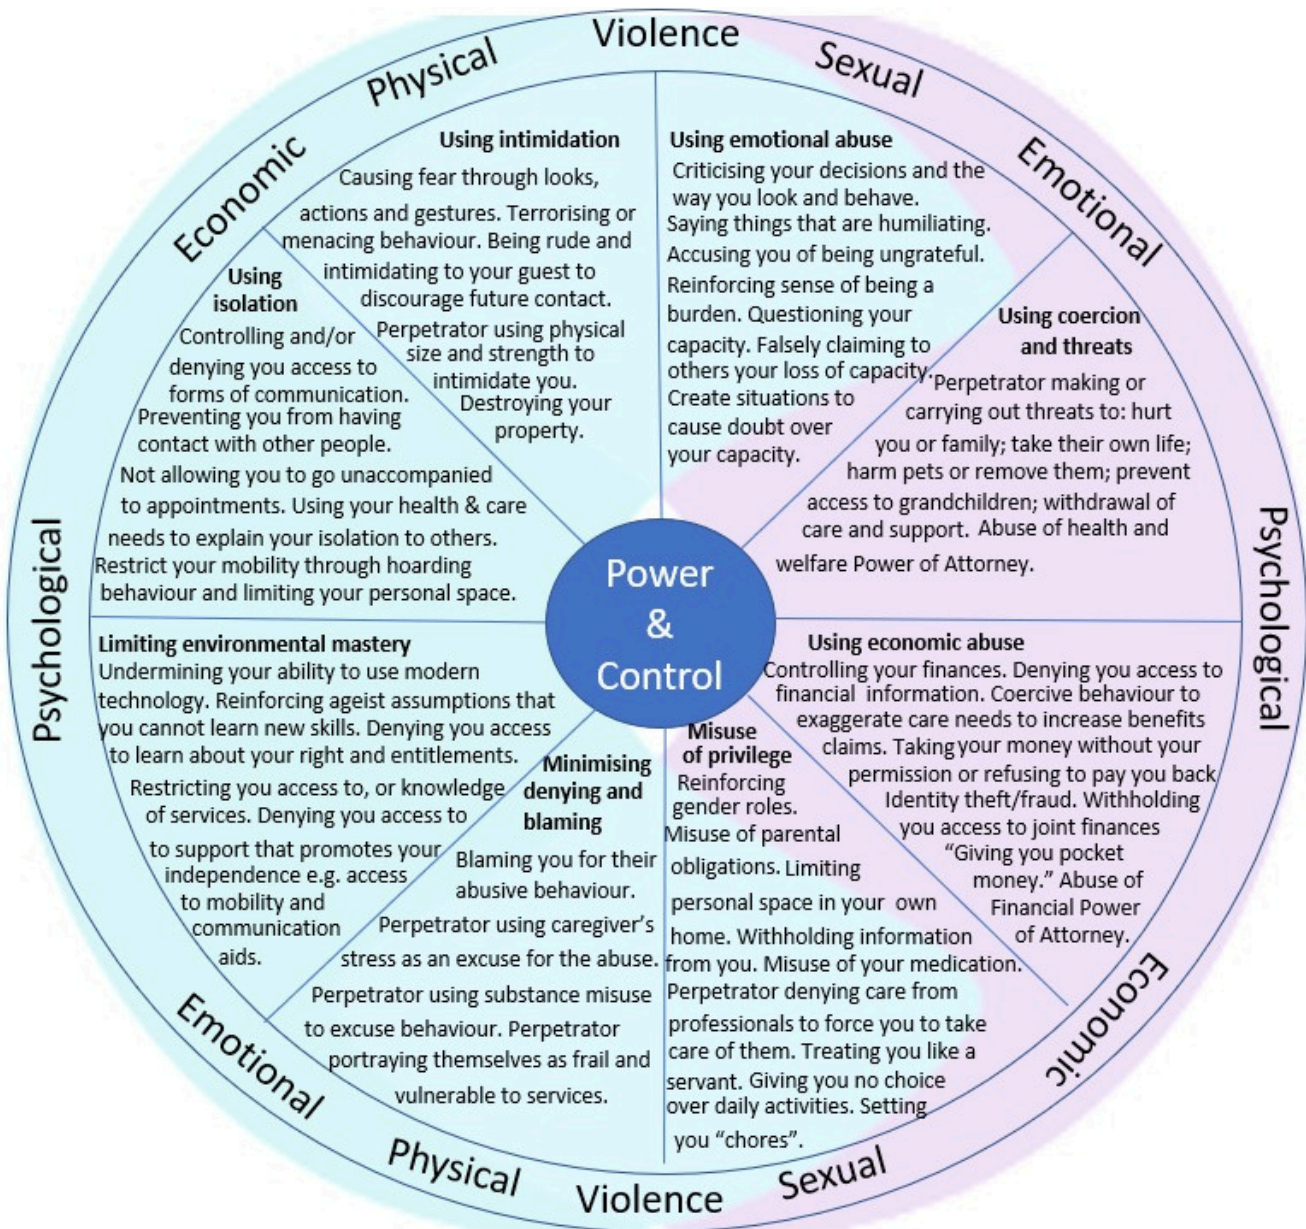 Violence
Sexual
Emotional
Psychological
Economic
Sexual
Violence
Physical
Emotional
Psychological
Economic
Physical
Using intimidation
Causing fear through looks,
actions and gestures. Terrorising or
menacing behaviour. Being rude and
intimidating to your guest to
discourage future contact.
Perpetrator using physical
size and strength to
intimidate you.
Destroying your
property.
Using emotional abuse
Criticising your decisions and the
way you look and behave.
Saying things that are humiliating.
Accusing you of being ungrateful.
Reinforcing sense of being a
burden. Questioning your
capacity. Falsely claiming to
others your loss of capacity.
Create situations to
cause doubt over
your capacity.
Using coercion
and threats
Perpetrator making or
carrying out threats to: hurt
you or family; take their own life;
harm pets or remove them; prevent
access to grandchildren; withdrawal of
care and support. Abuse of health and
welfare Power of Attorney.
Using economic abuse
Controlling your finances. Denying you access to
financial information. Coercive behaviour to
exaggerate care needs to increase benefits
claims. Taking your money without your
permission or refusing to pay you back
Identity theft/fraud. Withholding
you access to joint finances
“Giving you pocket
money.” Abuse of
Financial Power
of Attorney.
Misuse
of privilege
Reinforcing
gender roles.
Misuse of parental
obligations. Limiting
personal space in your own
home. Withholding information
from you. Misuse of your medication.
Perpetrator denying care from
professionals to force you to take
care of them. Treating you like a
servant. Giving you no choice
over daily activities. Setting
you “chores”.
Minimising
denying and
blaming
Blaming you for their
abusive behaviour.
Perpetrator using caregiver’s
stress as an excuse for the abuse.
Perpetrator using substance misuse
to excuse behaviour. Perpetrator
portraying themselves as frail and
vulnerable to services.
Limiting environmental mastery
Undermining your ability to use modern
technology. Reinforcing ageist assumptions that
you cannot learn new skills. Denying you access
to learn about your right and entitlements.
Restricting you access to, or knowledge
of services. Denying you access to
to support that promotes your
independence e.g. access
to mobility and
communication
aids.
Using
isolation
Controlling and/or
denying you access to
forms of communication.
Preventing you from having
contact with other people.
Not allowing you to go unaccompanied
to appointments. Using your health & care
needs to explain your isolation to others.
Restrict your mobility through hoarding
behaviour and limiting your personal space.
Power
&
Control